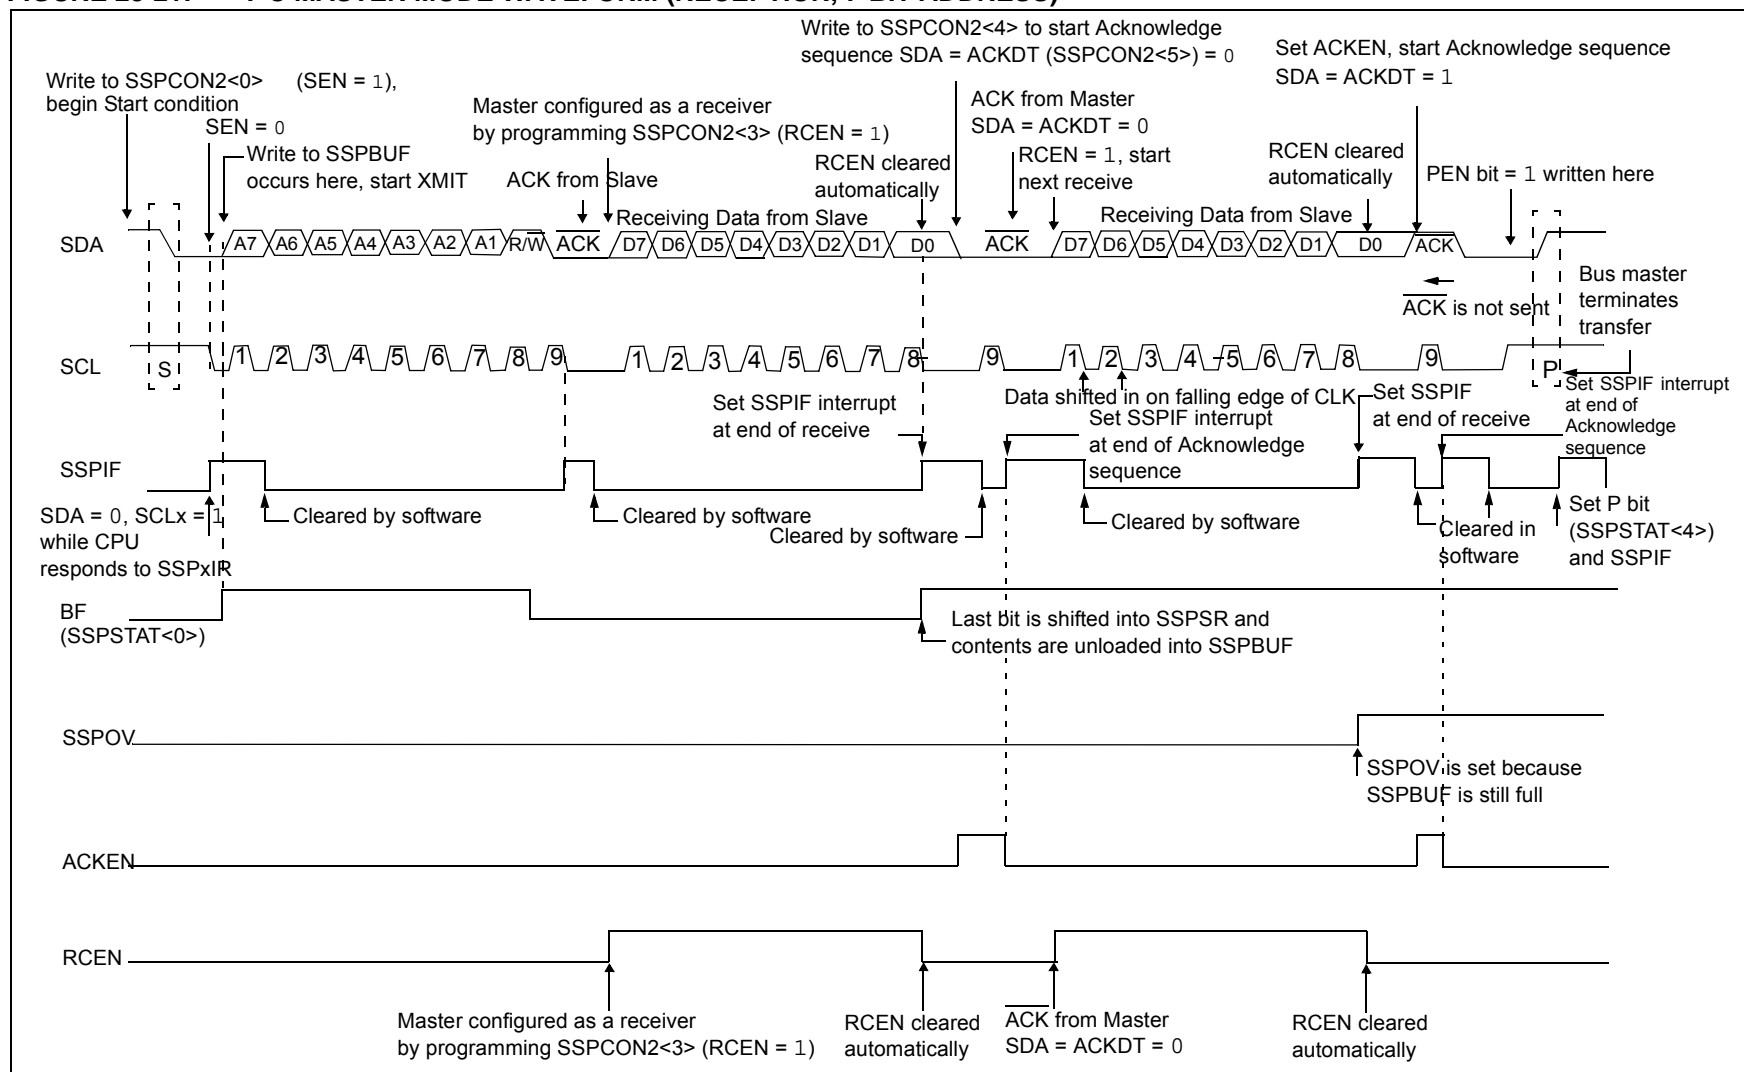 Write to SSPCON2<4> to start Acknowledge
sequence SDA = ACKDT (SSPCON2<5>) = 0
Set ACKEN, start Acknowledge sequence
SDA = ACKDT = 1
Write to SSPCON2<0> (SEN = 1),
begin Start condition
Master configured as a receiver
by programming SSPCON2<3> (RCEN = 1)
ACK from Master
SDA = ACKDT = 0
SEN = 0
Write to SSPBUF
occurs here, start XMIT
ACK from Slave
RCEN cleared
automatically
RCEN = 1, start
next receive
RCEN cleared
automatically
PEN bit = 1 written here
Receiving Data from Slave
Receiving Data from Slave
SDA A7 A6 A5 A4 A3 A2 A1 R/W ACK D7 D6 D5 D4 D3 D2 D1 D0 ACK D7 D6 D5 D4 D3 D2 D1 D0 ACK
ACK is not sent
Bus master
terminates
transfer
SCL S 1 2 3 4 5 6 7 8 9 1 2 3 4 5 6 7 8 9 1 2 3 4 5 6 7 8 9 P
Set SSPIF interrupt
at end of receive
Data shifted in on falling edge of CLK
Set SSPIF interrupt
at end of Acknowledge
sequence
Set SSPIF
at end of receive
Set SSPIF interrupt
at end of
Acknowledge
sequence
SSPIF
SDA = 0, SCLx = 1
while CPU
responds to SSPxIR
Cleared by software
Cleared by software
Cleared by software
Cleared by software
Cleared in
software
Set P bit
(SSPSTAT<4>)
and SSPIF
BF
(SSPSTAT<0>)
Last bit is shifted into SSPSR and
contents are unloaded into SSPBUF
SSPOV
SSPOV is set because
SSPBUF is still full
ACKEN
RCEN
Master configured as a receiver
by programming SSPCON2<3> (RCEN = 1)
RCEN cleared
automatically
ACK from Master
SDA = ACKDT = 0
RCEN cleared
automatically